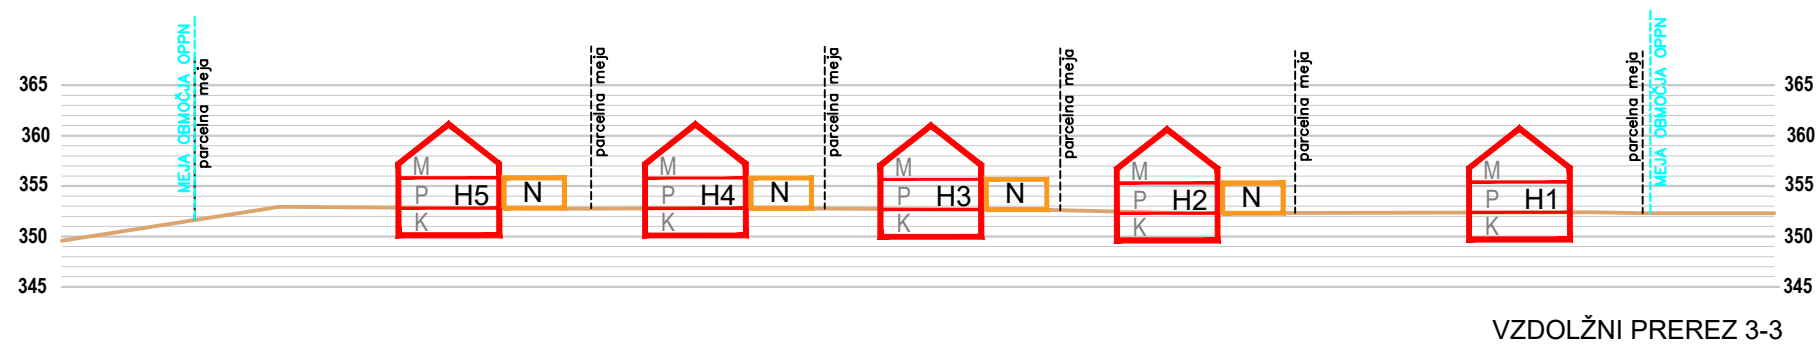 MEJA OBMOČJA OPPN
parcelna meja
parcelna meja
parcelna meja
parcelna meja
parcelna meja
parcelna meja
MEJA OBMOČJA OPPN
365
365
360
360
355
355
350
350
345
345
M
P
H5
K
N
M
P
H4
K
N
M
P
H3
K
N
M
P
H2
K
N
M
P
H1
K
VZDOLŽNI PREREZ 3-3